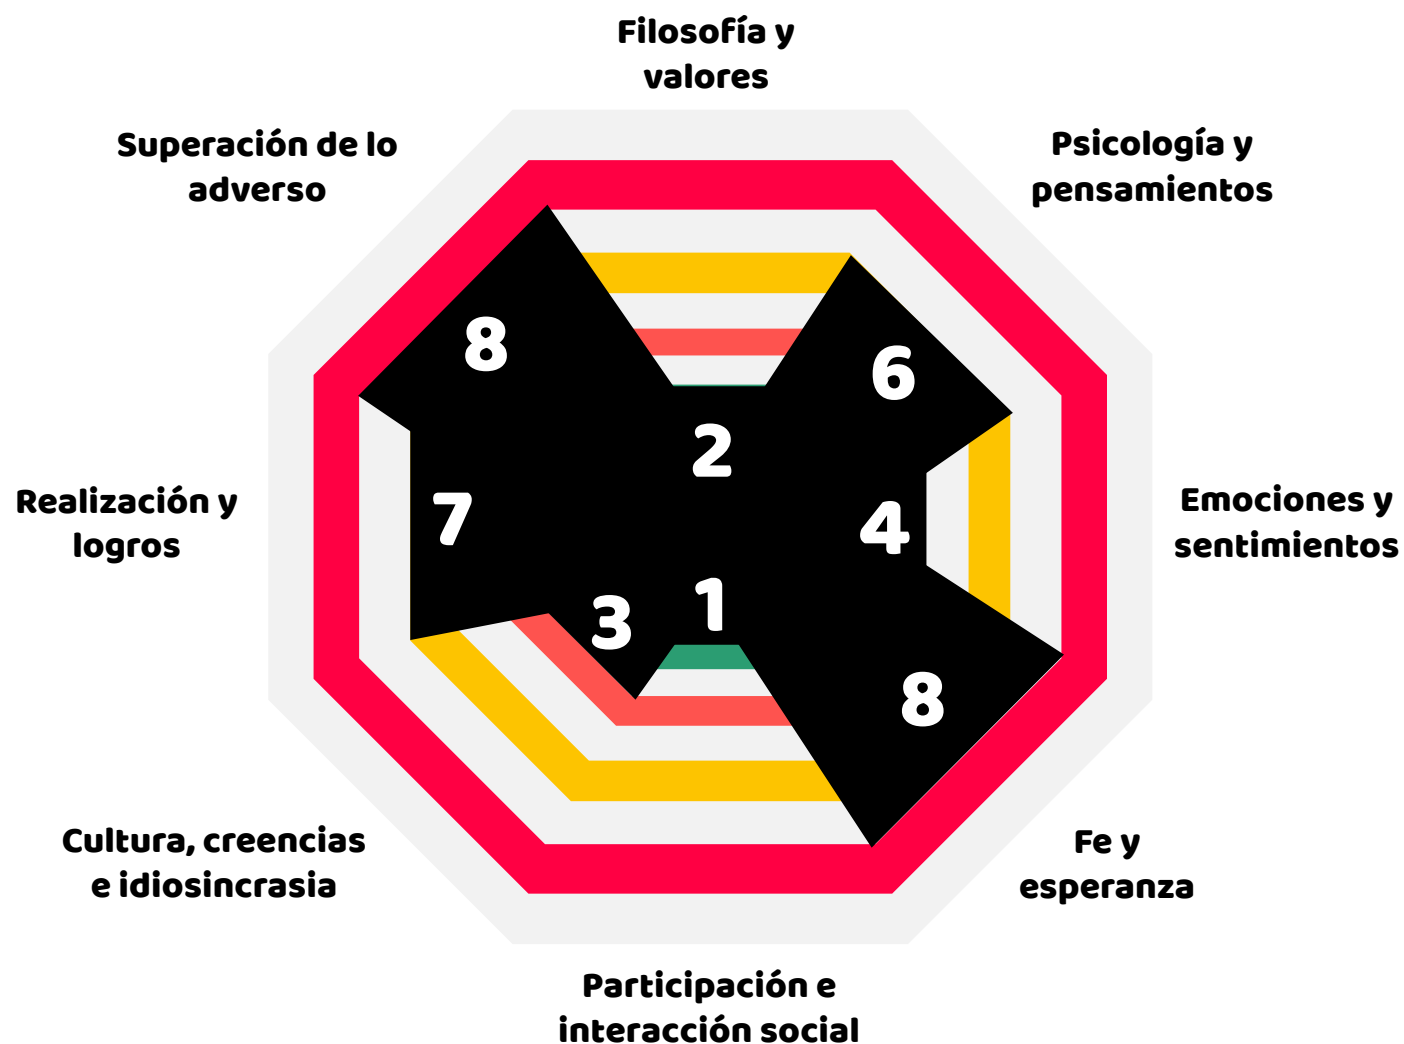 Filosofía y
valores
Superación de lo
adverso
Psicología y
pensamientos
8
6
2
Realización y
logros
7
4
Emociones y
sentimientos
3
1
8
Cultura, creencias
e idiosincrasia
Fe y
esperanza
Participación e
interacción social